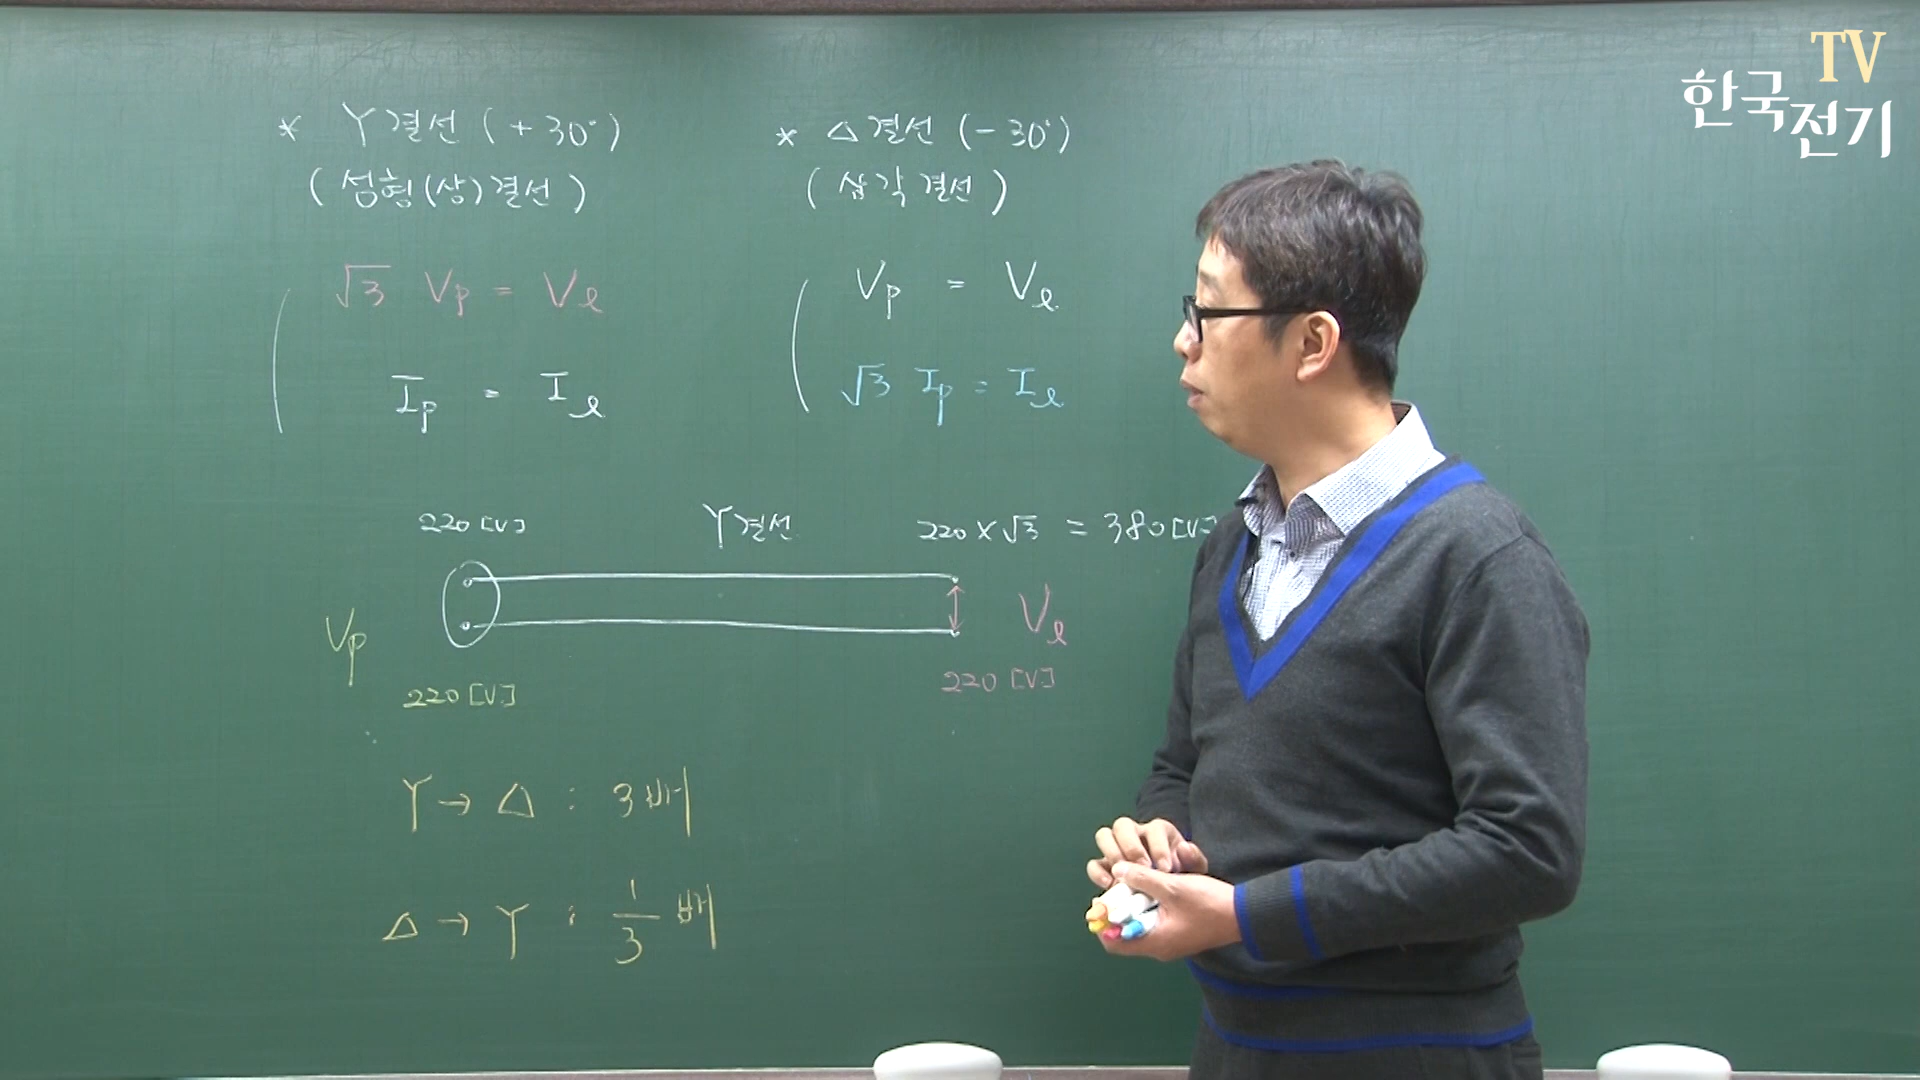 TV
한국전기
* Y결선 (+30°)
(성형(상)결선)
√3 Vp = Vl
Ip = Il
* △결선 (-30°)
(삼각결선)
Vp = Vl
√3 Ip = Il
220 [V] Y결선 220×√3 = 380[V]
Vp Vl
220 [V] 220 [V]
Y → △ : 3배
△ → Y : 1/3 배